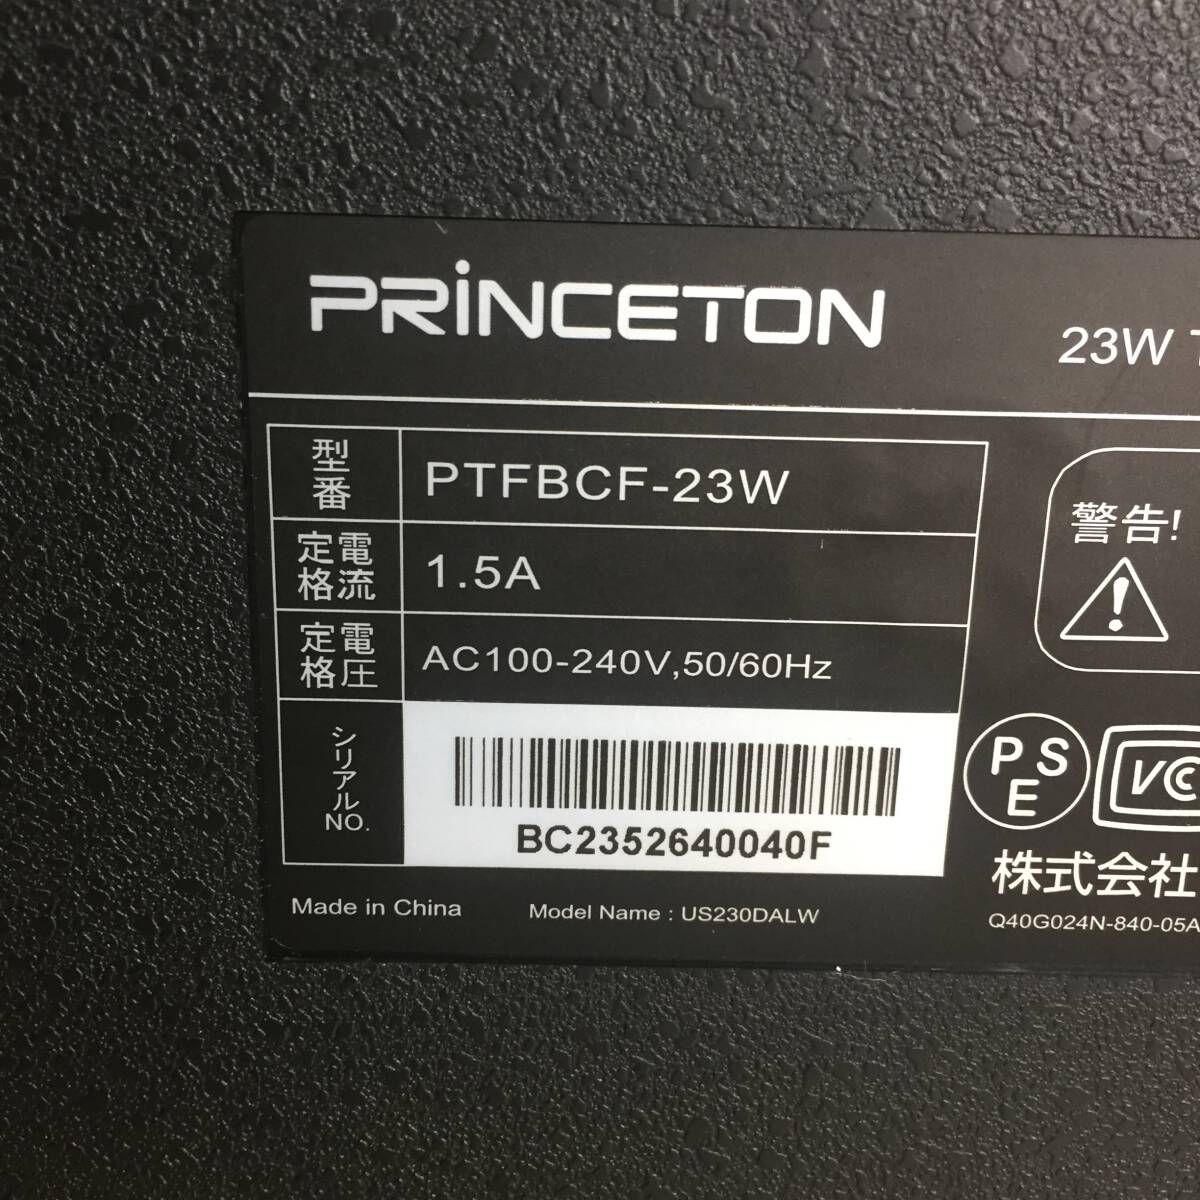 PRINCETON
23W
型番 PTFBCF-23W
定格電流 1.5A
定格電圧 AC100-240V,50/60Hz
シリアルNO.
BC2352640040F
警告!
PSE
VC
株式会社
Made in China
Model Name : US230DALW
Q40G024N-840-05A